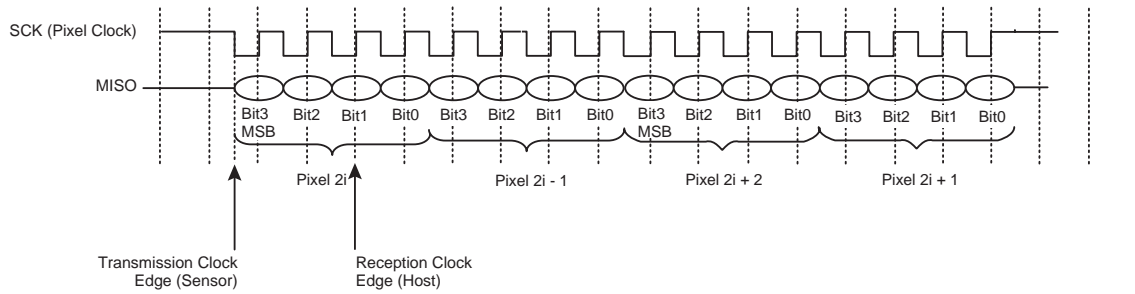 SCK (Pixel Clock)
MISO
Bit3 Bit2 Bit1 Bit0 Bit3 Bit2 Bit1 Bit0 Bit3 Bit2 Bit1 Bit0 Bit3 Bit2 Bit1 Bit0
MSB MSB
Pixel 2i Pixel 2i - 1 Pixel 2i + 2 Pixel 2i + 1
Transmission Clock
Edge (Sensor)
Reception Clock
Edge (Host)